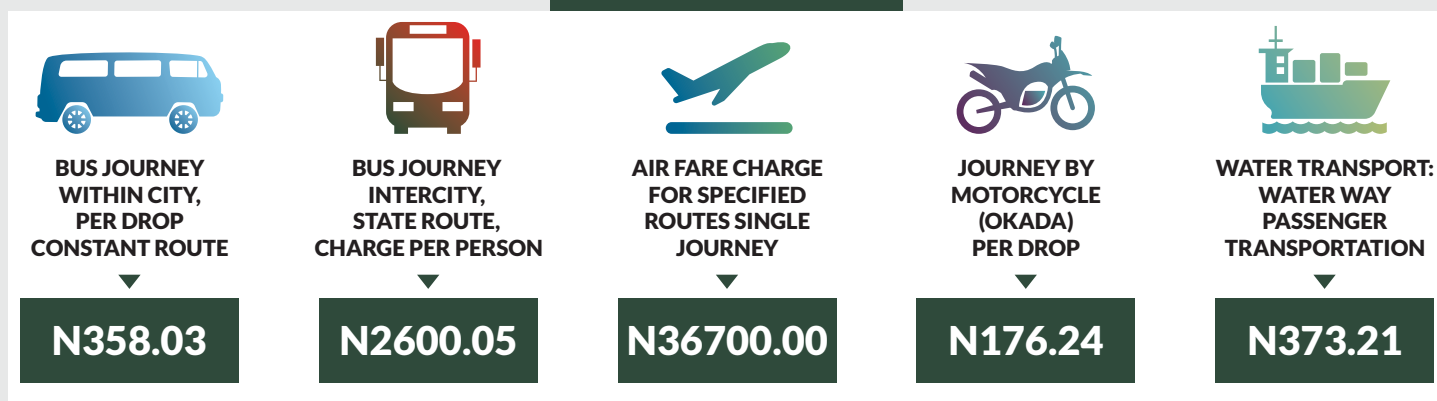 BUS JOURNEY
WITHIN CITY,
PER DROP
CONSTANT ROUTE
N358.03
BUS JOURNEY
INTERCITY,
STATE ROUTE,
CHARGE PER PERSON
N2600.05
AIR FARE CHARGE
FOR SPECIFIED
ROUTES SINGLE
JOURNEY
N36700.00
JOURNEY BY
MOTORCYCLE
(OKADA)
PER DROP
N176.24
WATER TRANSPORT:
WATER WAY
PASSENGER
TRANSPORTATION
N373.21